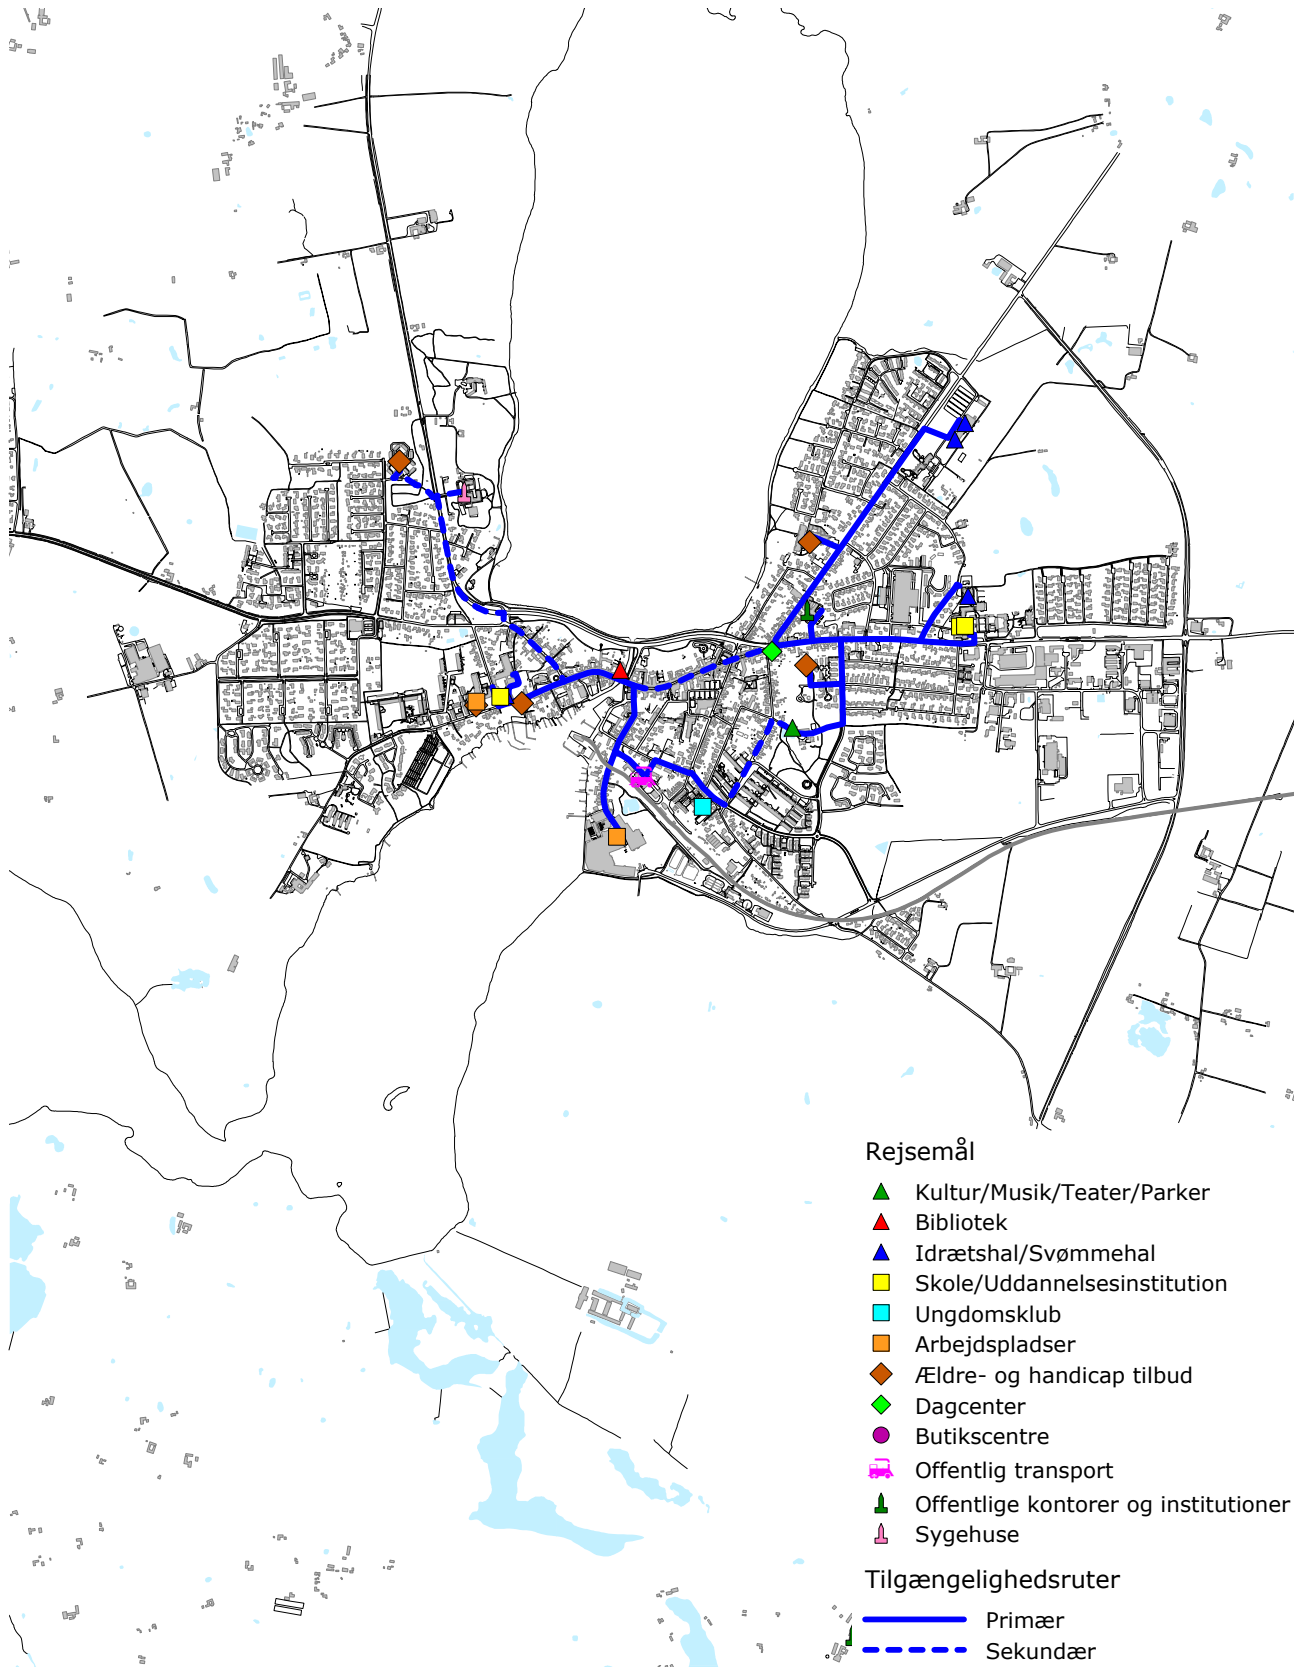 Rejsemål
Kultur/Musik/Teater/Parker
Bibliotek
Idrætshal/Svømmehal
Skole/Uddannelsesinstitution
Ungdomsklub
Arbejdspladser
Ældre- og handicap tilbud
Dagcenter
Butikscentre
Offentlig transport
Offentlige kontorer og institutioner
Sygehuse
Tilgængelighedsruter
Primær
Sekundær